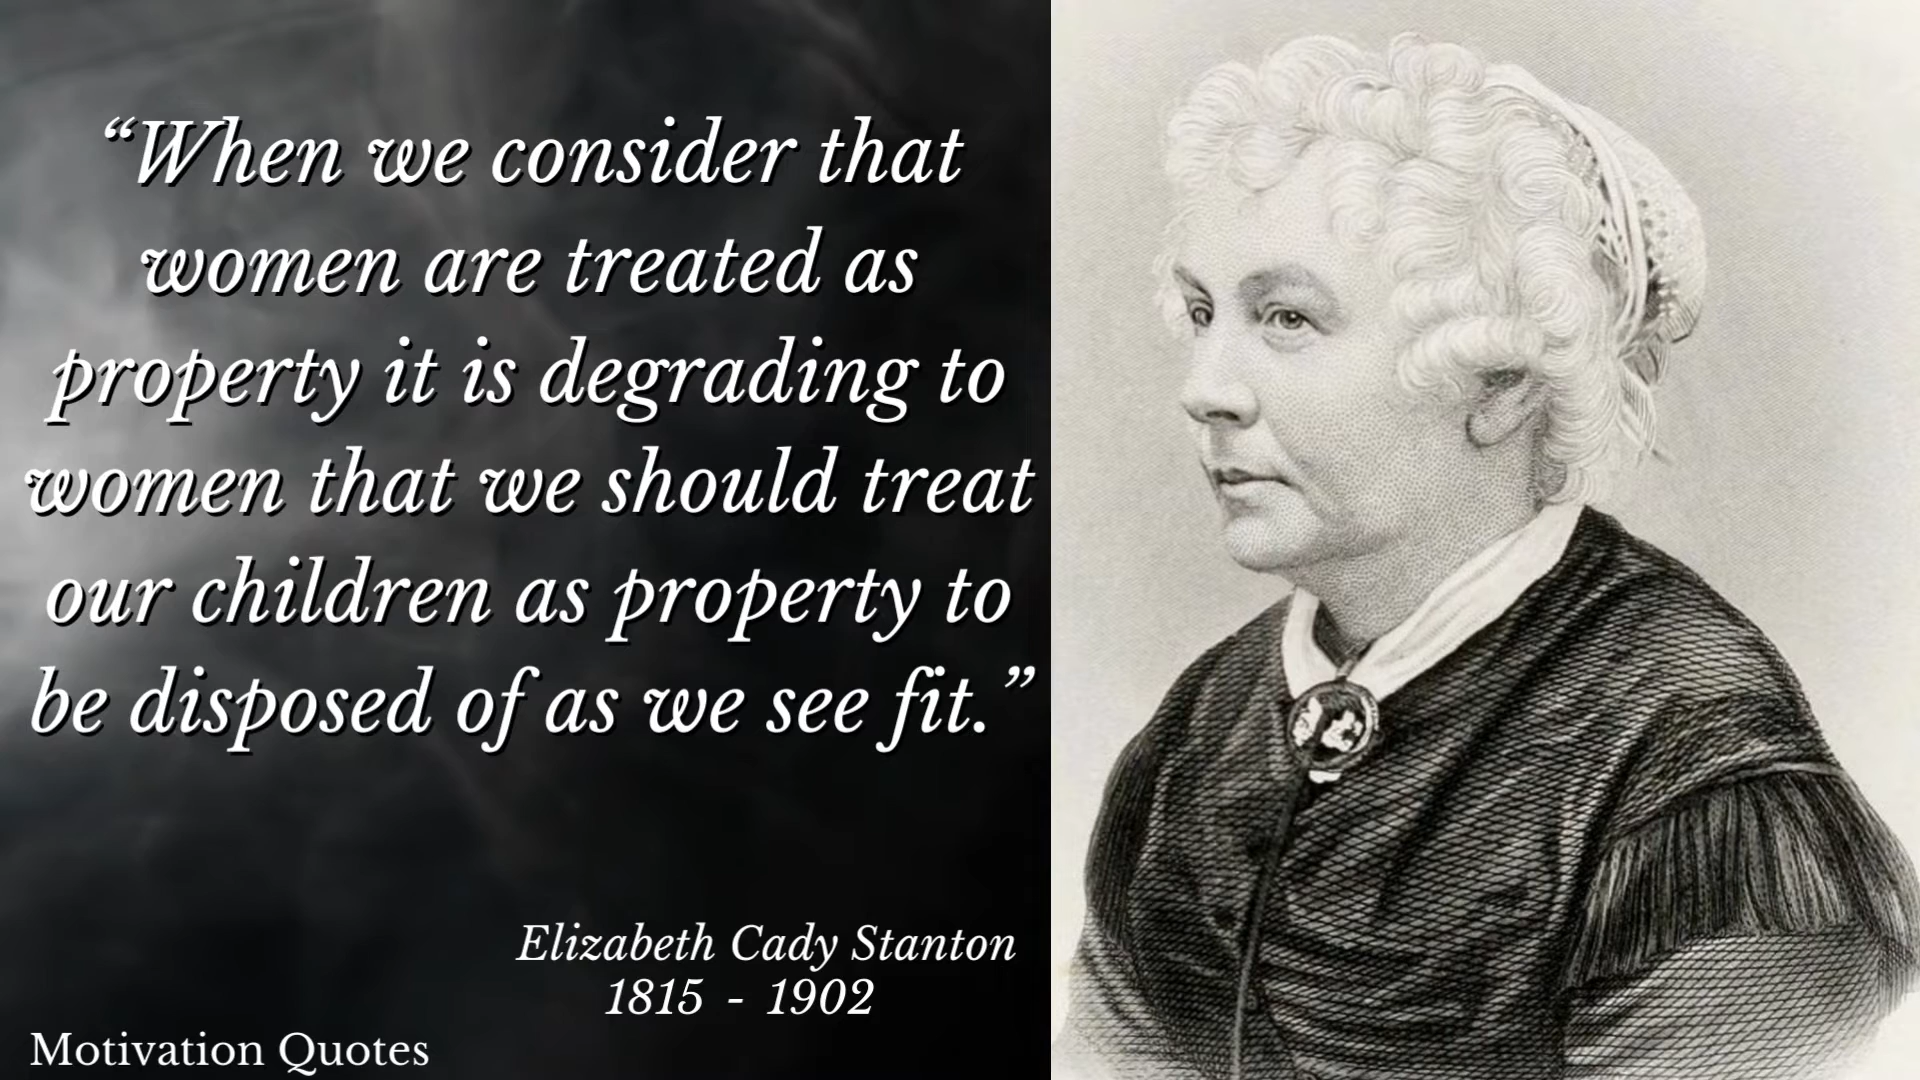 “When we consider that
women are treated as
property it is degrading to
women that we should treat
our children as property to
be disposed of as we see fit.”
Elizabeth Cady Stanton
1815 - 1902
Motivation Quotes